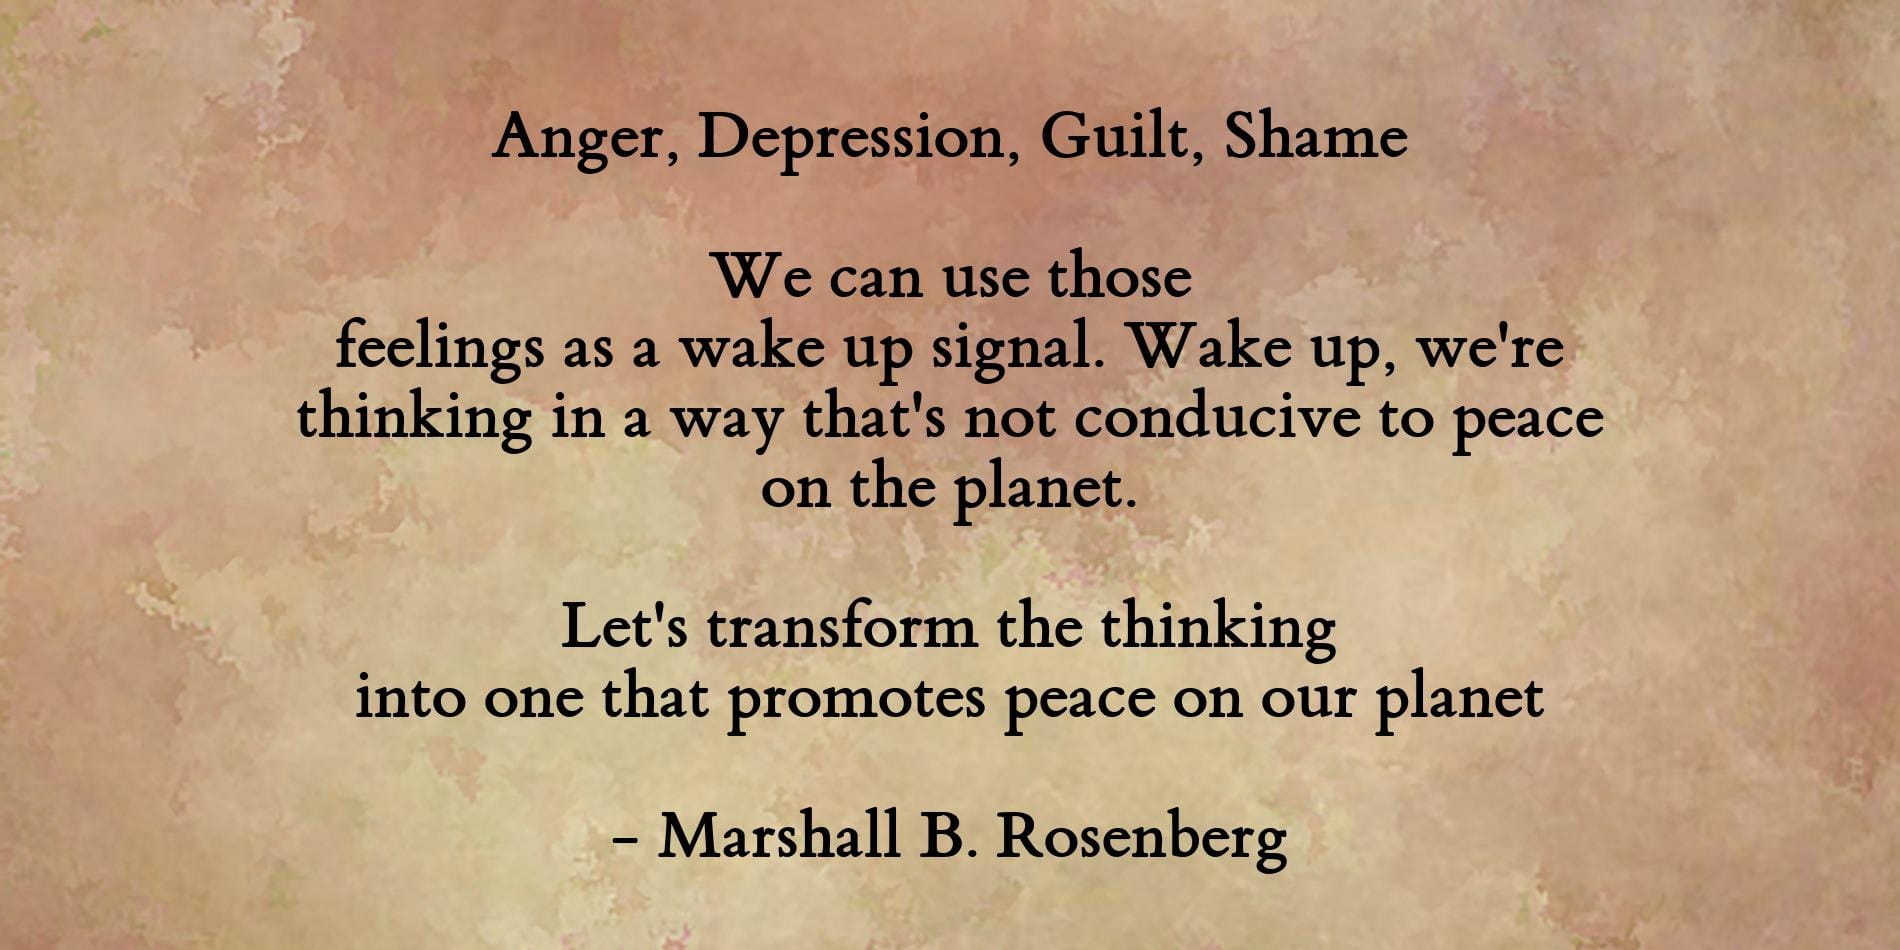 Anger, Depression, Guilt, Shame
We can use those
feelings as a wake up signal. Wake up, we're
thinking in a way that's not conducive to peace
on the planet.
Let's transform the thinking
into one that promotes peace on our planet
- Marshall B. Rosenberg